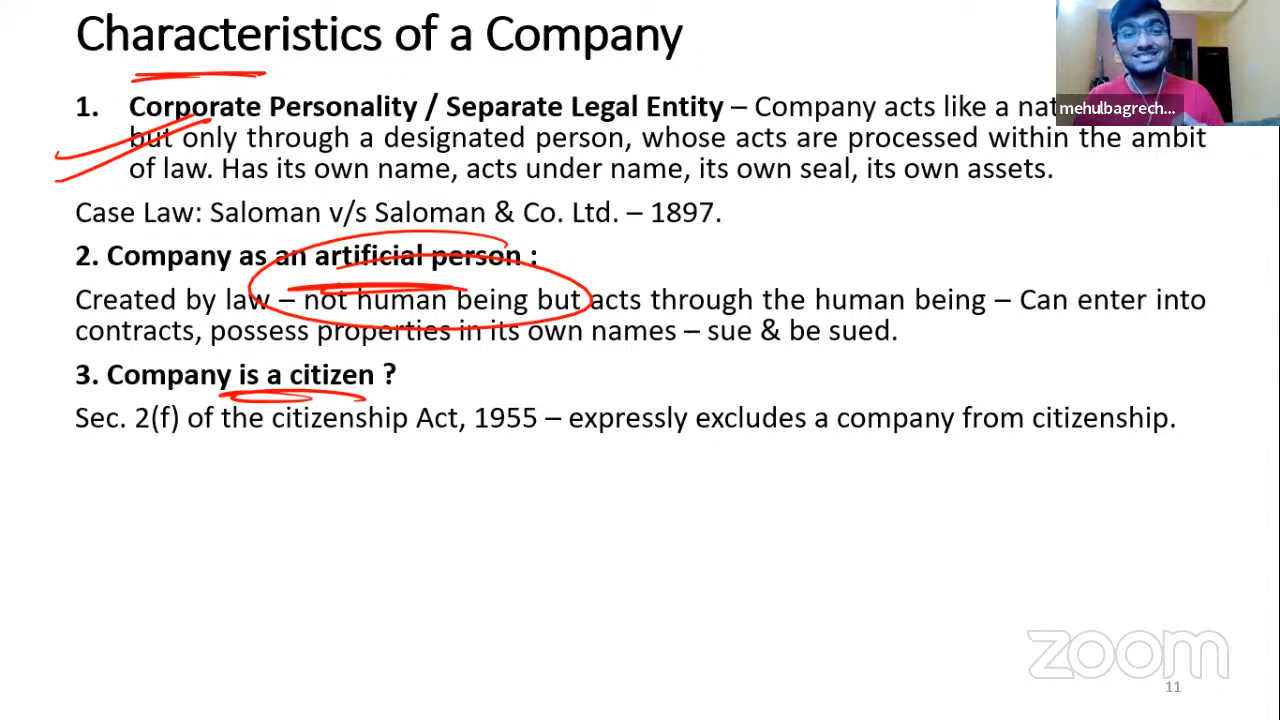 Characteristics of a Company
mehulbagrech...
1. Corporate Personality / Separate Legal Entity – Company acts like a nat
but only through a designated person, whose acts are processed within the ambit
of law. Has its own name, acts under name, its own seal, its own assets.
Case Law: Saloman v/s Saloman & Co. Ltd. – 1897.
2. Company as an artificial person :
Created by law – not human being but acts through the human being – Can enter into
contracts, possess properties in its own names – sue & be sued.
3. Company is a citizen ?
Sec. 2(f) of the citizenship Act, 1955 – expressly excludes a company from citizenship.
zoom
11